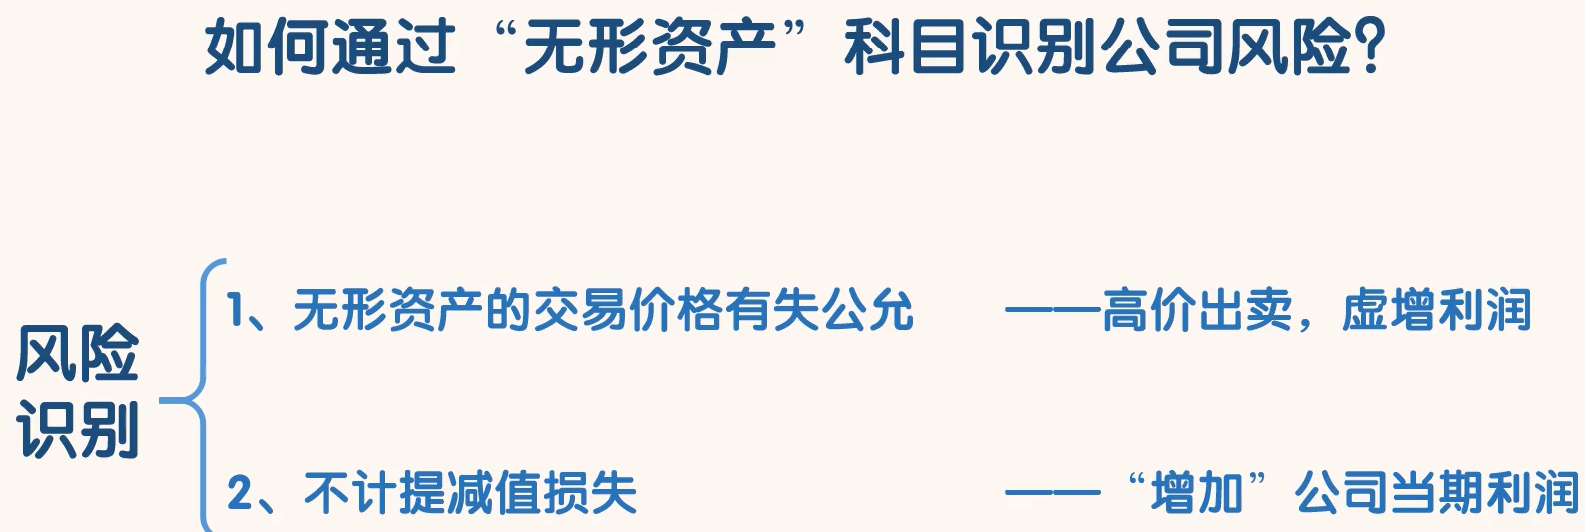 如何通过“无形资产”科目识别公司风险?
风险
识别
1、无形资产的交易价格有失公允 ——高价出卖，虚增利润
2、不计提减值损失 ——“增加”公司当期利润